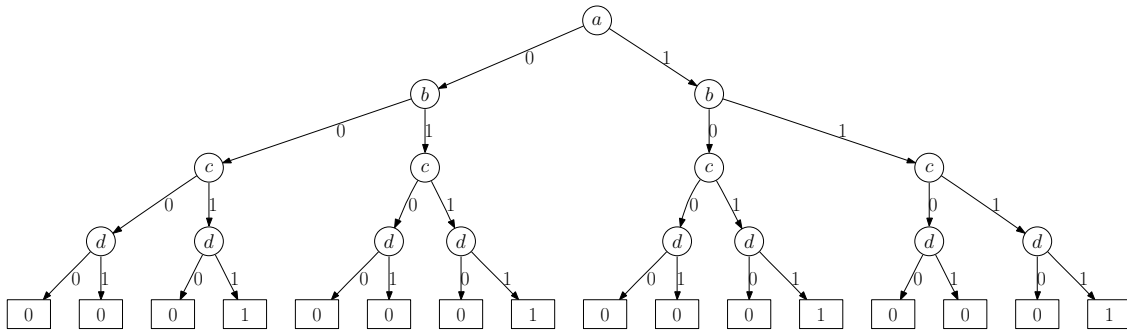 a
0 1
b b
0 1 0 1
c c c c
0 1 0 1 0 1 0 1
d d d d d d d d
0 1 0 1 0 1 0 1 0 1 0 1 0 1 0 1
0 0 0 1 0 0 0 1 0 0 0 1 0 0 0 1